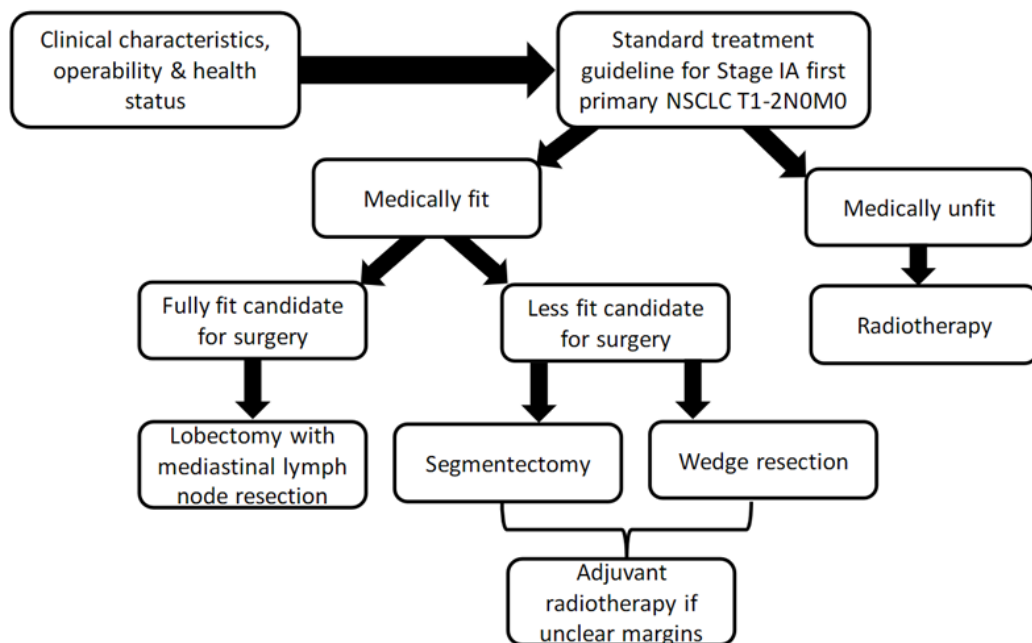 Clinical characteristics,
operability & health
status
Standard treatment
guideline for Stage IA first
primary NSCLC T1-2N0M0
Medically fit
Medically unfit
Fully fit candidate
for surgery
Less fit candidate
for surgery
Radiotherapy
Lobectomy with
mediastinal lymph
node resection
Segmentectomy
Wedge resection
Adjuvant
radiotherapy if
unclear margins